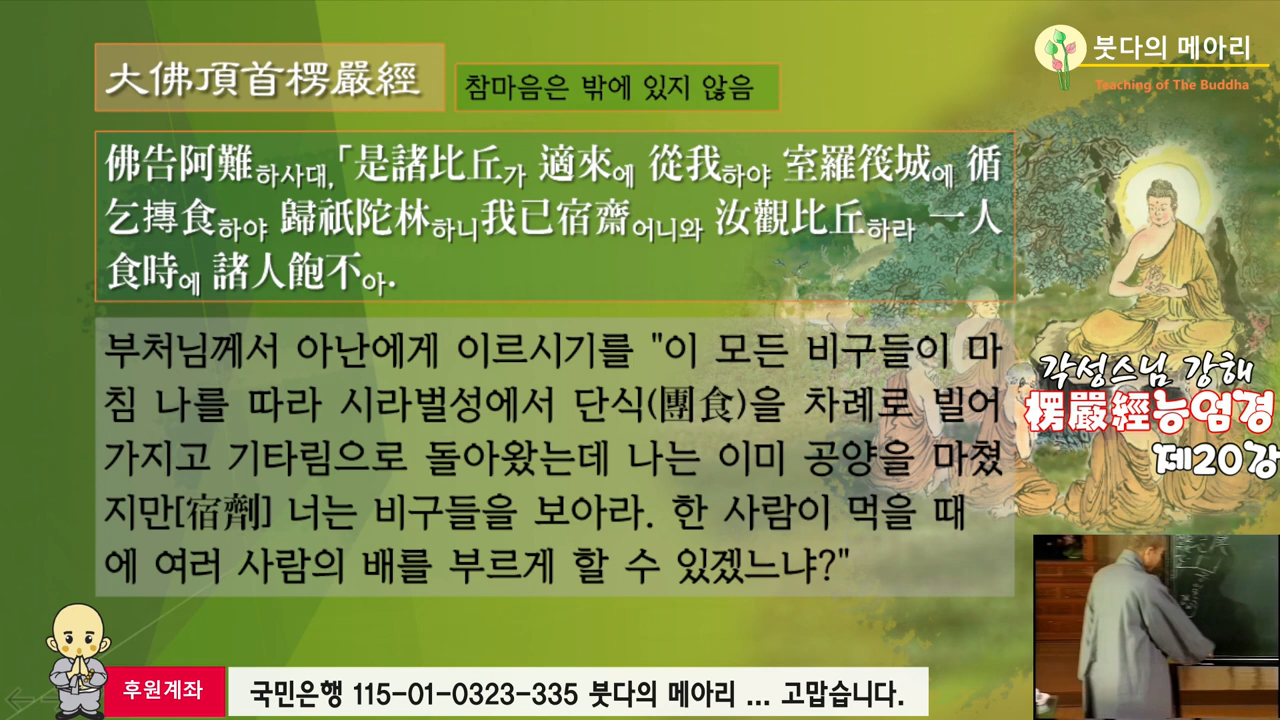 大佛頂首楞嚴經
참마음은 밖에 있지 않음
붓다의 메아리
Teaching of The Buddha
佛告阿難하사대, 「是諸比丘가 適來에 從我하야 室羅筏城에 循
乞摶食하야 歸祇陀林하니 我已宿齋어니와 汝觀比丘하라 一人
食時에 諸人飽不아.
부처님께서 아난에게 이르시기를 "이 모든 비구들이 마
침 나를 따라 시라벌성에서 단식(團食)을 차례로 빌어
가지고 기타림으로 돌아왔는데 나는 이미 공양을 마쳤
지만[宿劑] 너는 비구들을 보아라. 한 사람이 먹을 때
에 여러 사람의 배를 부르게 할 수 있겠느냐?"
각성스님 강해
楞嚴經능엄경
제20강
후원계좌
국민은행 115-01-0323-335 붓다의 메아리 ... 고맙습니다.